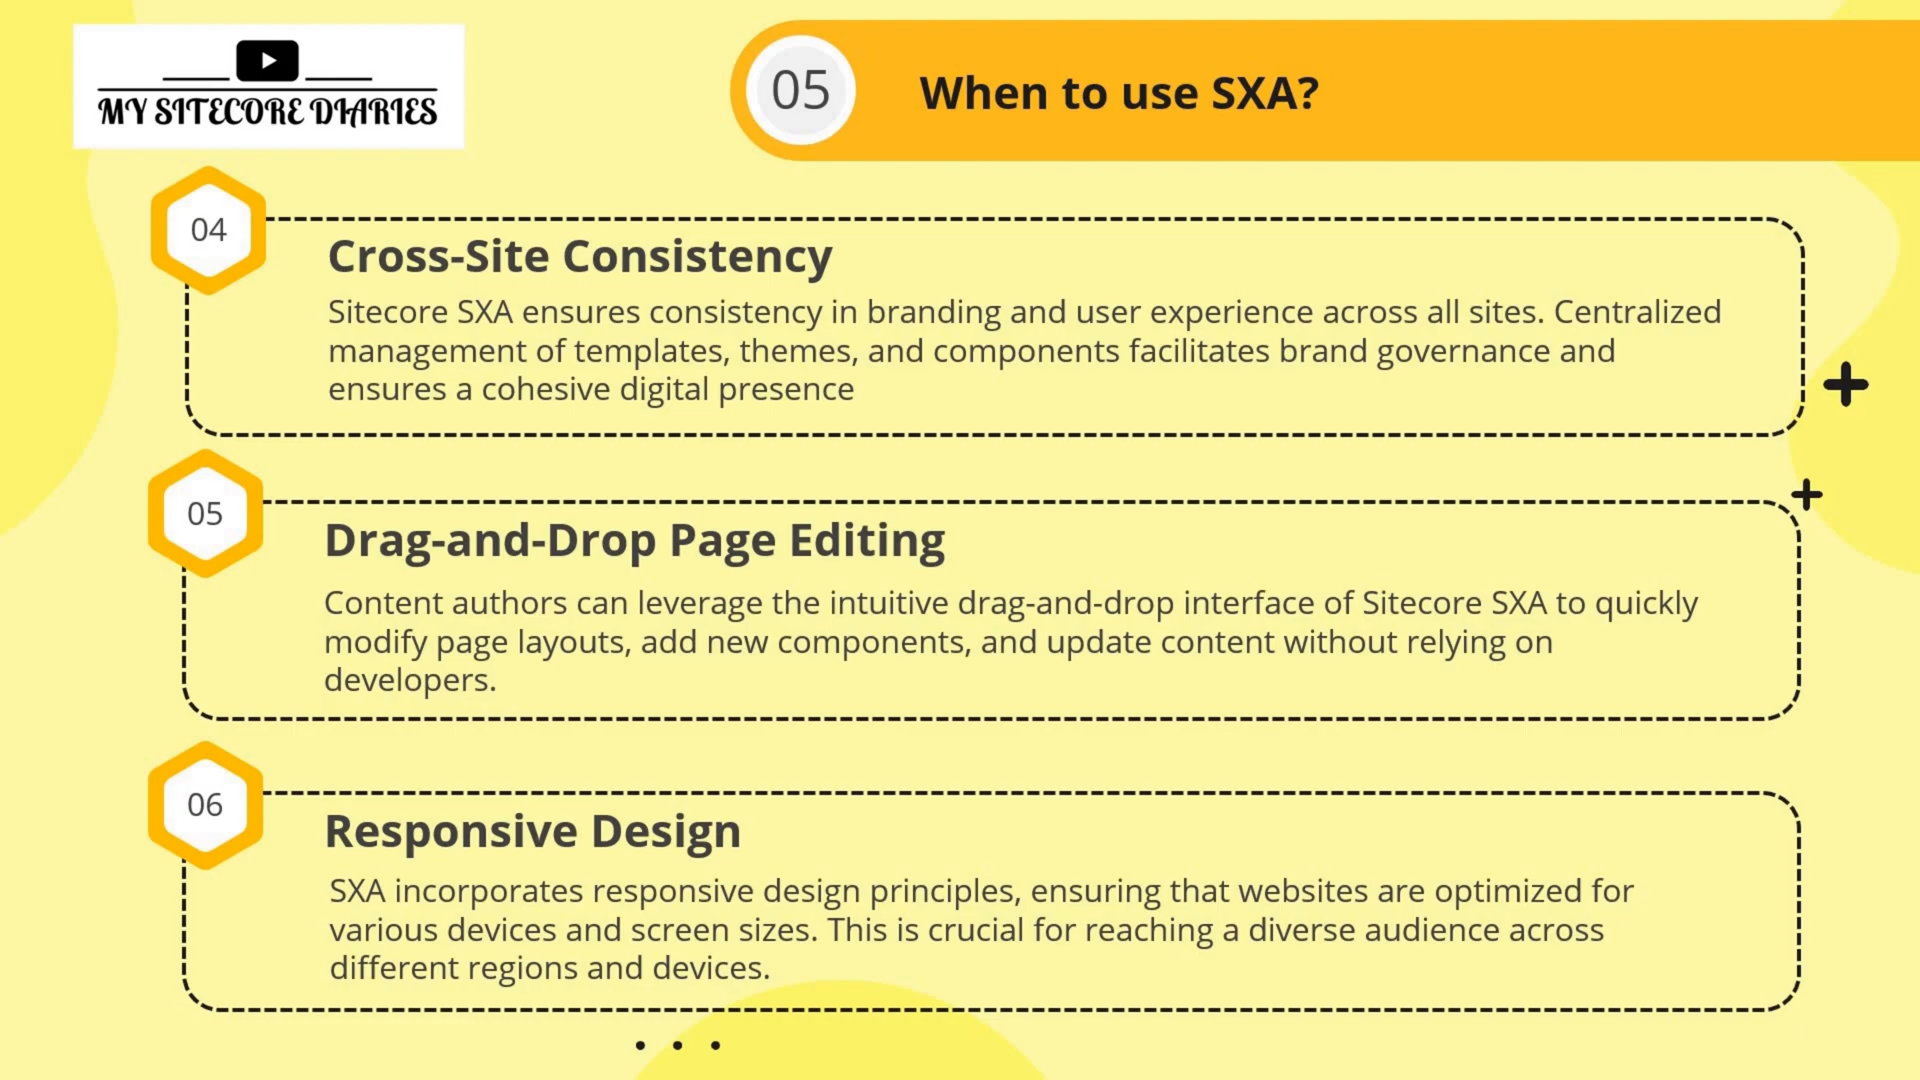 MY SITECORE DIARIES
05
When to use SXA?
04
Cross-Site Consistency
Sitecore SXA ensures consistency in branding and user experience across all sites. Centralized
management of templates, themes, and components facilitates brand governance and
ensures a cohesive digital presence
05
Drag-and-Drop Page Editing
Content authors can leverage the intuitive drag-and-drop interface of Sitecore SXA to quickly
modify page layouts, add new components, and update content without relying on
developers.
06
Responsive Design
SXA incorporates responsive design principles, ensuring that websites are optimized for
various devices and screen sizes. This is crucial for reaching a diverse audience across
different regions and devices.